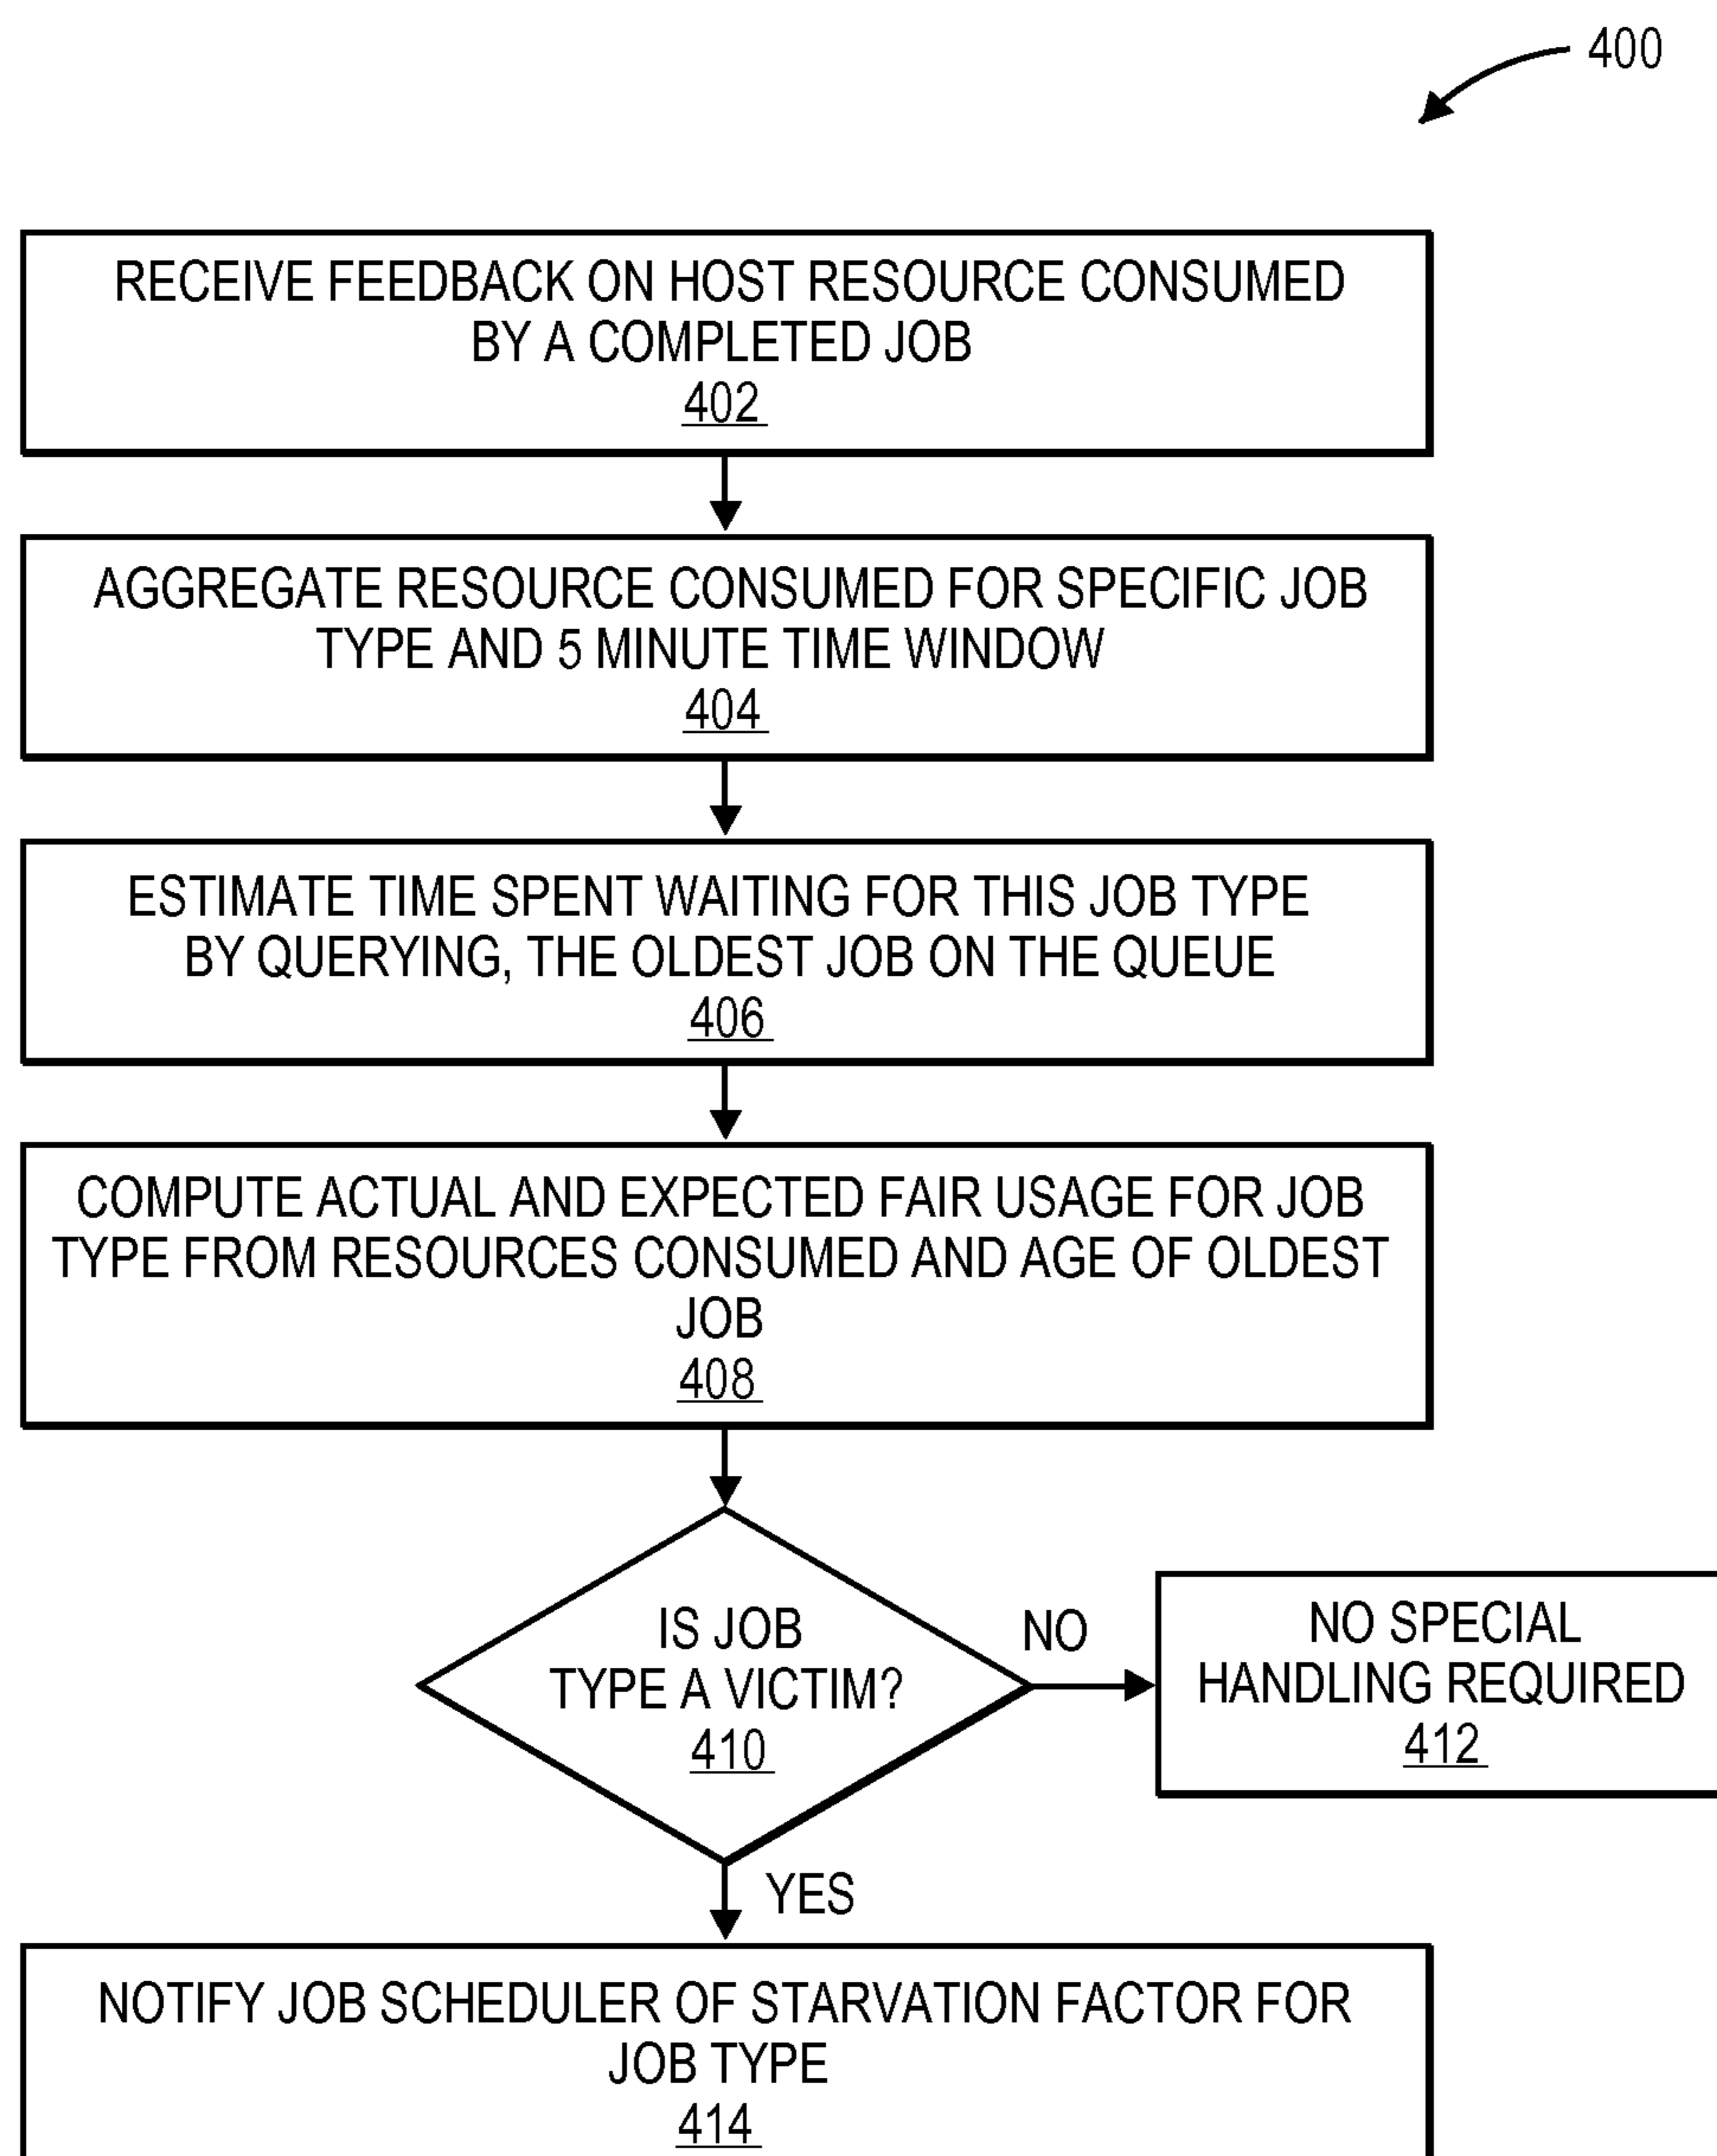 400
RECEIVE FEEDBACK ON HOST RESOURCE CONSUMED
BY A COMPLETED JOB
402
AGGREGATE RESOURCE CONSUMED FOR SPECIFIC JOB
TYPE AND 5 MINUTE TIME WINDOW
404
ESTIMATE TIME SPENT WAITING FOR THIS JOB TYPE
BY QUERYING, THE OLDEST JOB ON THE QUEUE
406
COMPUTE ACTUAL AND EXPECTED FAIR USAGE FOR JOB
TYPE FROM RESOURCES CONSUMED AND AGE OF OLDEST
JOB
408
IS JOB
TYPE A VICTIM?
410
NO
NO SPECIAL
HANDLING REQUIRED
412
YES
NOTIFY JOB SCHEDULER OF STARVATION FACTOR FOR
JOB TYPE
414